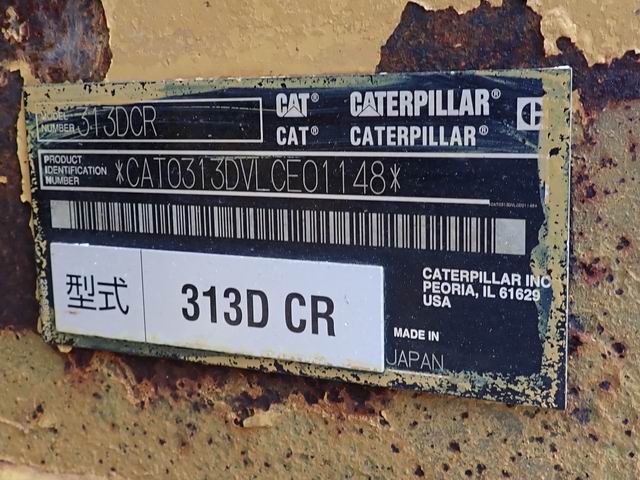 MODEL NUMBER 313DCR
CAT® CATERPILLAR®
CAT® CATERPILLAR®
PRODUCT IDENTIFICATION NUMBER *CAT0313DVLCE01148*
型式 313D CR
CATERPILLAR INC
PEORIA, IL 61629
USA
MADE IN
JAPAN